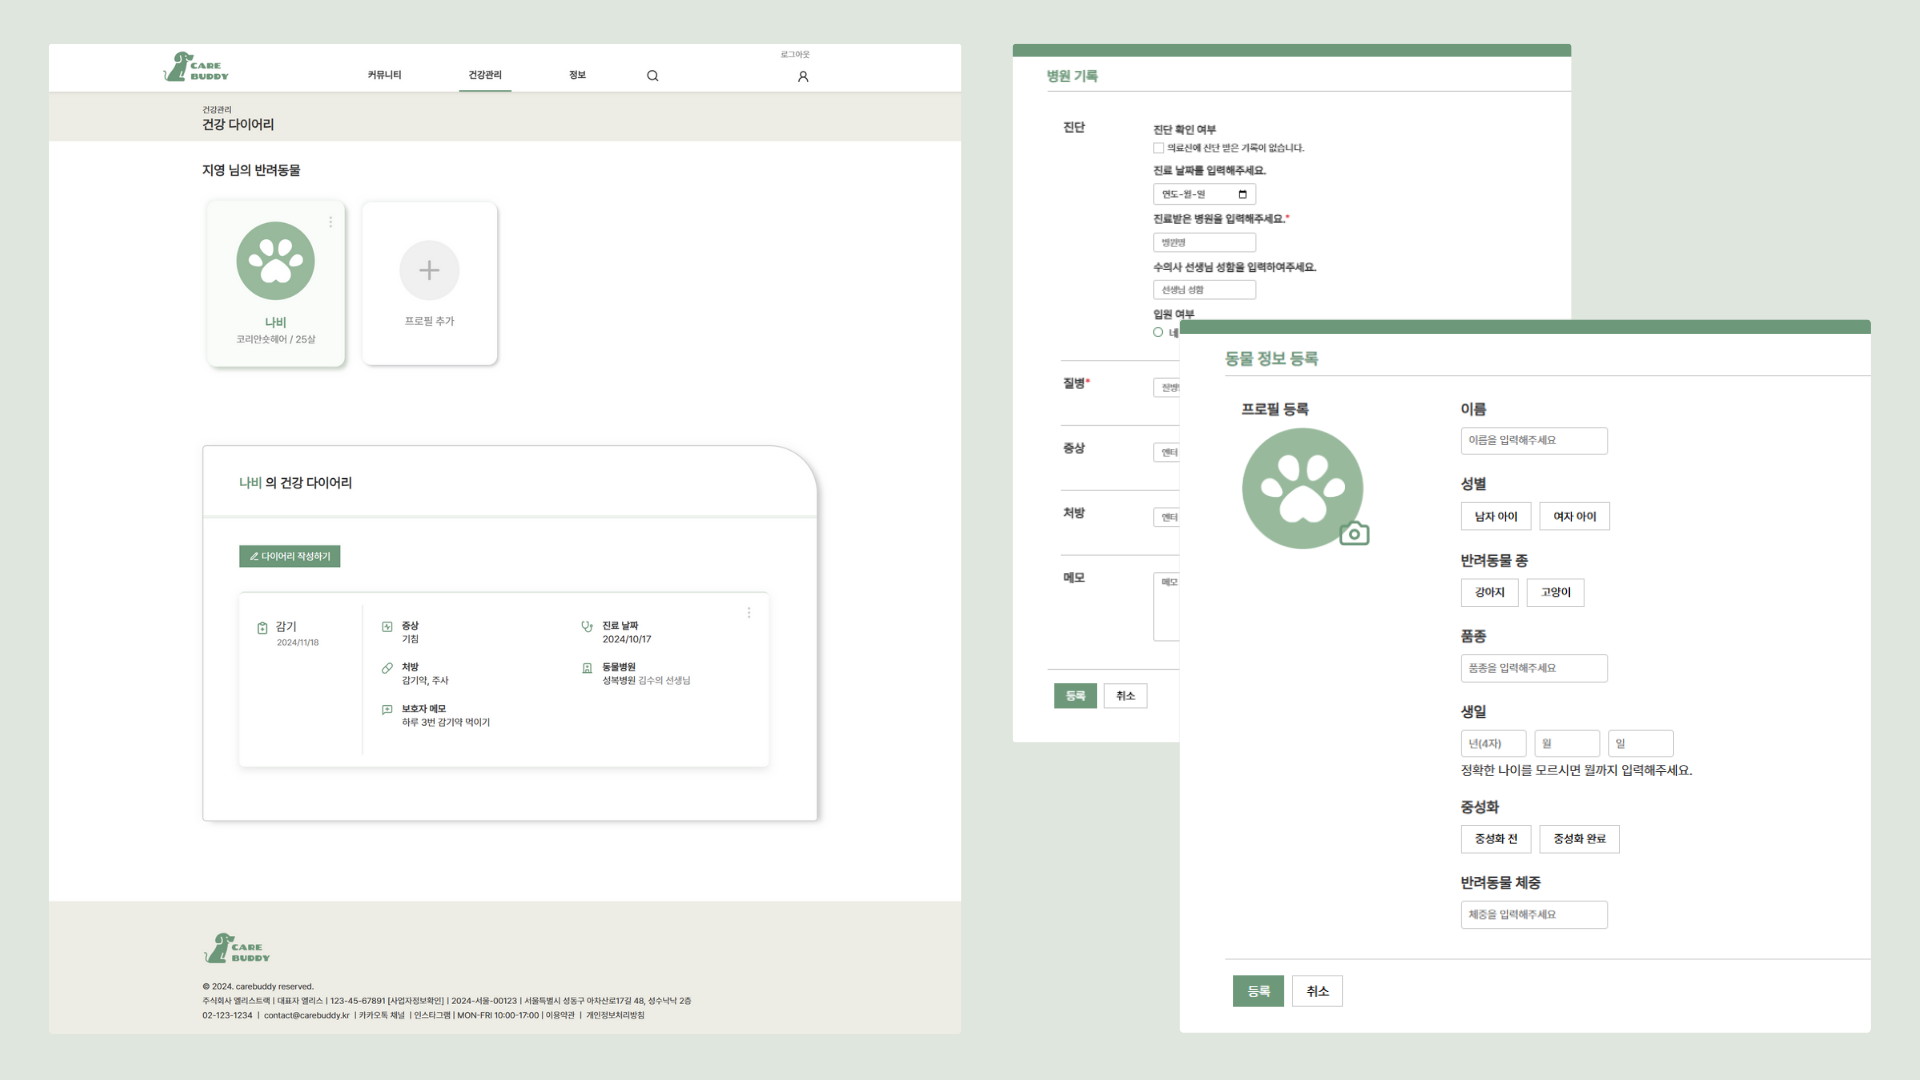 CARE
BUDDY
커뮤니티
건강관리
정보
로그아웃
건강관리
건강 다이어리
지영 님의 반려동물
나비
코리안숏헤어 / 25살
프로필 추가
나비 의 건강 다이어리
다이어리 작성하기
감기
2024/11/18
증상
기침
진료 날짜
2024/10/17
처방
감기약, 주사
동물병원
성복병원 김수의 선생님
보호자 메모
하루 3번 감기약 먹이기
CARE
BUDDY
© 2024. carebuddy reserved.
주식회사 엘리스트랙 | 대표자 엘리스 | 123-45-67891 [사업자정보확인] | 2024-서울-00123 | 서울특별시 성동구 아차산로17길 48, 성수낙낙 2층
02-123-1234 | contact@carebuddy.kr | 카카오톡 채널 | 인스타그램 | MON-FRI 10:00-17:00 | 이용약관 | 개인정보처리방침
병원 기록
진단
진단 확인 여부
의료진에 진단 받은 기록이 없습니다.
진료 날짜를 입력해주세요.
연도-월-일
진료받은 병원을 입력해주세요.*
병원명
수의사 선생님 성함을 입력하여주세요.
선생님 성함
입원 여부
네
질병*
질병
증상
엔터
처방
엔터
메모
메모
등록
취소
동물 정보 등록
프로필 등록
이름
이름을 입력해주세요
성별
남자 아이
여자 아이
반려동물 종
강아지
고양이
품종
품종을 입력해주세요
생일
년(4자)
월
일
정확한 나이를 모르시면 월까지 입력해주세요.
중성화
중성화 전
중성화 완료
반려동물 체중
체중을 입력해주세요
등록
취소